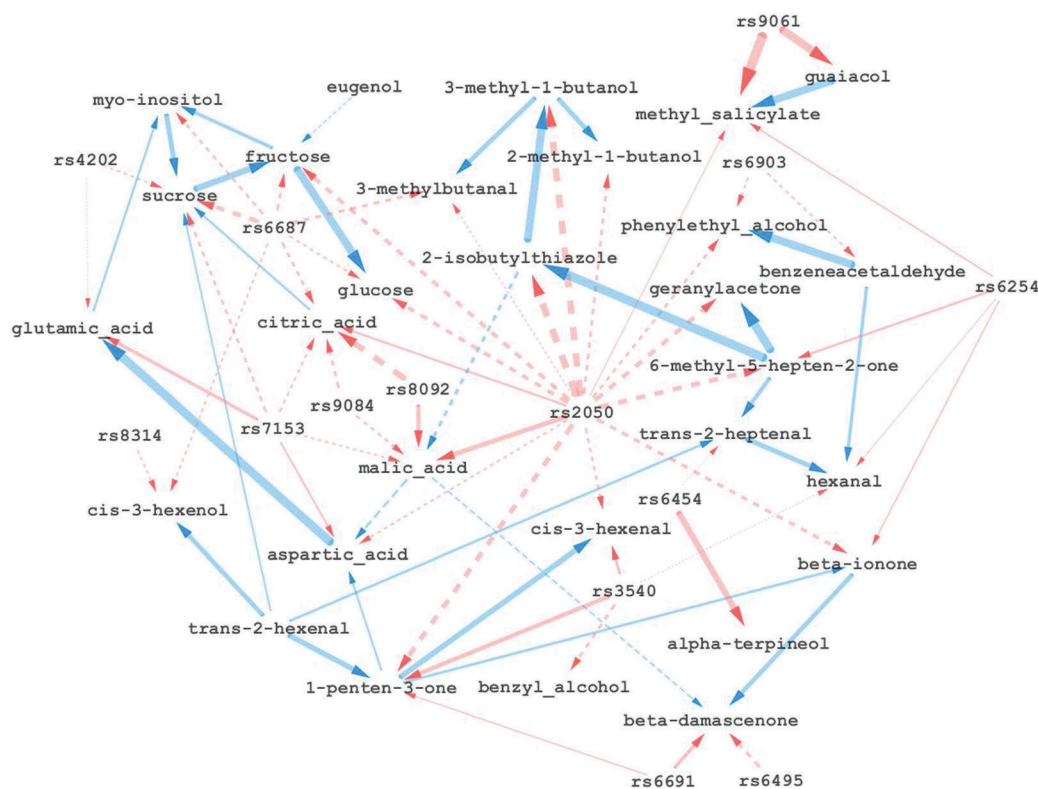 rs9061
guaiacol
eugenol
3-methyl-1-butanol
myo-inositol
methyl_salicylate
rs4202
fructose
2-methyl-1-butanol
rs6903
sucrose
3-methylbutanal
rs6687
phenylethyl_alcohol
2-isobutylthiazole
benzeneacetaldehyde
glucose
geranylacetone
rs6254
glutamic_acid
citric_acid
6-methyl-5-hepten-2-one
rs8092
rs9084
rs2050
rs8314
rs7153
trans-2-heptenal
malic_acid
hexanal
rs6454
cis-3-hexenol
cis-3-hexenal
aspartic_acid
beta-ionone
rs3540
trans-2-hexenal
alpha-terpineol
1-penten-3-one
benzyl_alcohol
beta-damascenone
rs6691
rs6495